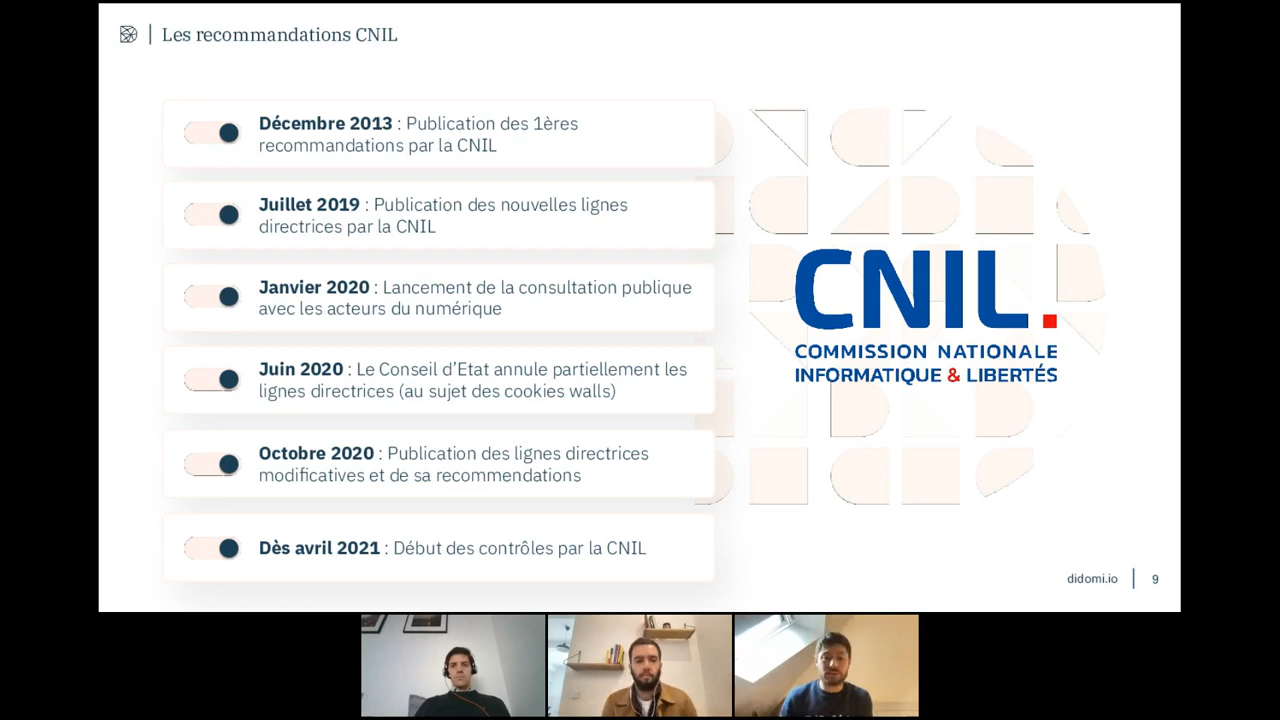 Les recommandations CNIL
Décembre 2013 : Publication des 1ères
recommandations par la CNIL
Juillet 2019 : Publication des nouvelles lignes
directrices par la CNIL
Janvier 2020 : Lancement de la consultation publique
avec les acteurs du numérique
Juin 2020 : Le Conseil d'Etat annule partiellement les
lignes directrices (au sujet des cookies walls)
Octobre 2020 : Publication des lignes directrices
modificatives et de sa recommendations
Dès avril 2021 : Début des contrôles par la CNIL
CNIL.
COMMISSION NATIONALE
INFORMATIQUE & LIBERTÉS
didomi.io
9